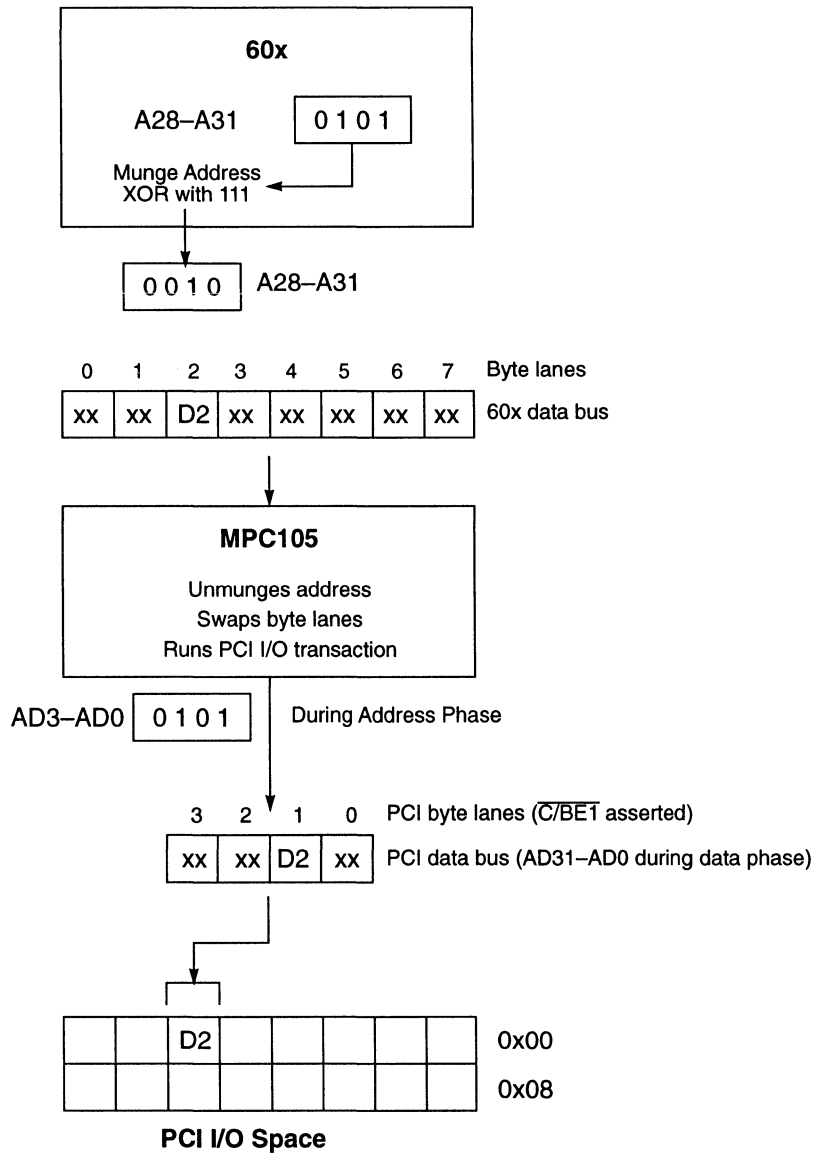 60x
A28–A31 0 1 0 1
Munge Address
XOR with 111
0 0 1 0 A28–A31
0 1 2 3 4 5 6 7 Byte lanes
xx xx D2 xx xx xx xx xx 60x data bus
MPC105
Unmunges address
Swaps byte lanes
Runs PCI I/O transaction
AD3–AD0 0 1 0 1 During Address Phase
3 2 1 0 PCI byte lanes (C/BE1 asserted)
xx xx D2 xx PCI data bus (AD31–AD0 during data phase)
D2 0x00
0x08
PCI I/O Space